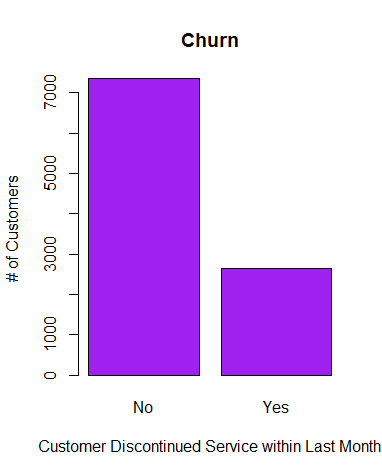 Churn
# of Customers
7000
5000
3000
1000
0
No Yes
Customer Discontinued Service within Last Month